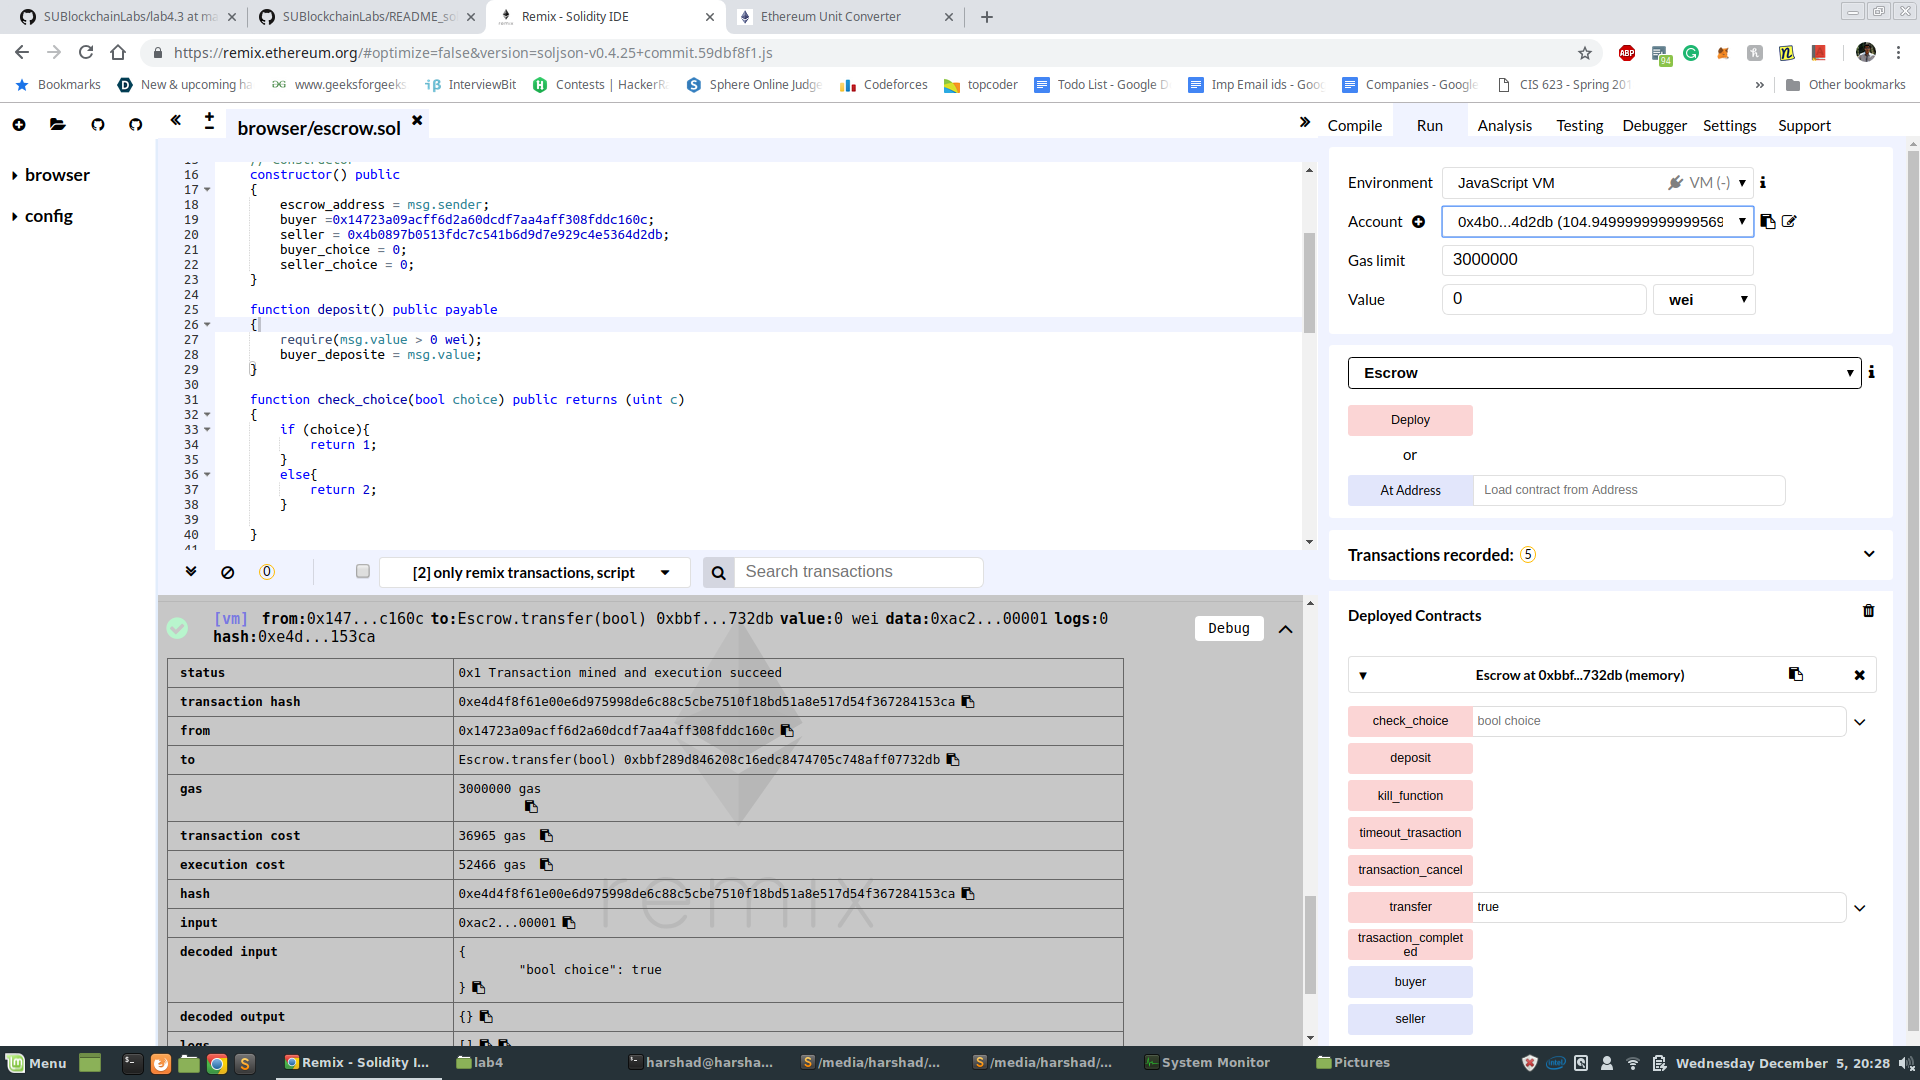 SUBlockchainLabs/lab4.3 at ma
SUBlockchainLabs/README_so
Remix - Solidity IDE
Ethereum Unit Converter
https://remix.ethereum.org/#optimize=false&version=soljson-v0.4.25+commit.59dbf8f1.js
ABP
94
Bookmarks
New & upcoming ha
www.geeksforgeeks
InterviewBit
Contests | HackerRa
Sphere Online Judge
Codeforces
topcoder
Todo List - Google D
Imp Email ids - Goog
Companies - Google
CIS 623 - Spring 201
»
Other bookmarks
browser/escrow.sol
Compile
Run
Analysis
Testing
Debugger
Settings
Support
browser
config
15 // constructor
16 constructor() public
17 {
18 escrow_address = msg.sender;
19 buyer =0x14723a09acff6d2a60dcdf7aa4aff308fddc160c;
20 seller = 0x4b0897b0513fdc7c541b6d9d7e929c4e5364d2db;
21 buyer_choice = 0;
22 seller_choice = 0;
23 }
24
25 function deposit() public payable
26 {
27 require(msg.value > 0 wei);
28 buyer_deposite = msg.value;
29 }
30
31 function check_choice(bool choice) public returns (uint c)
32 {
33 if (choice){
34 return 1;
35 }
36 else{
37 return 2;
38 }
39
40 }
41
0
[2] only remix transactions, script
Search transactions
[vm] from:0x147...c160c to:Escrow.transfer(bool) 0xbbf...732db value:0 wei data:0xac2...00001 logs:0
hash:0xe4d...153ca
Debug
status 0x1 Transaction mined and execution succeed
transaction hash 0xe4d4f8f61e00e6d975998de6c88c5cbe7510f18bd51a8e517d54f367284153ca
from 0x14723a09acff6d2a60dcdf7aa4aff308fddc160c
to Escrow.transfer(bool) 0xbbf289d846208c16edc8474705c748aff07732db
gas 3000000 gas
transaction cost 36965 gas
execution cost 52466 gas
hash 0xe4d4f8f61e00e6d975998de6c88c5cbe7510f18bd51a8e517d54f367284153ca
input 0xac2...00001
decoded input {
"bool choice": true
}
decoded output {}
logs []
remix
Environment JavaScript VM VM (-)
Account 0x4b0...4d2db (104.9499999999999569
Gas limit 3000000
Value 0 wei
Escrow
Deploy
or
At Address Load contract from Address
Transactions recorded: 5
Deployed Contracts
Escrow at 0xbbf...732db (memory)
check_choice bool choice
deposit
kill_function
timeout_trasaction
transaction_cancel
transfer true
trasaction_complet
ed
buyer
seller
Menu
Remix - Solidity I...
lab4
harshad@harsha...
/media/harshad/...
/media/harshad/...
System Monitor
Pictures
Wednesday December 5, 20:28